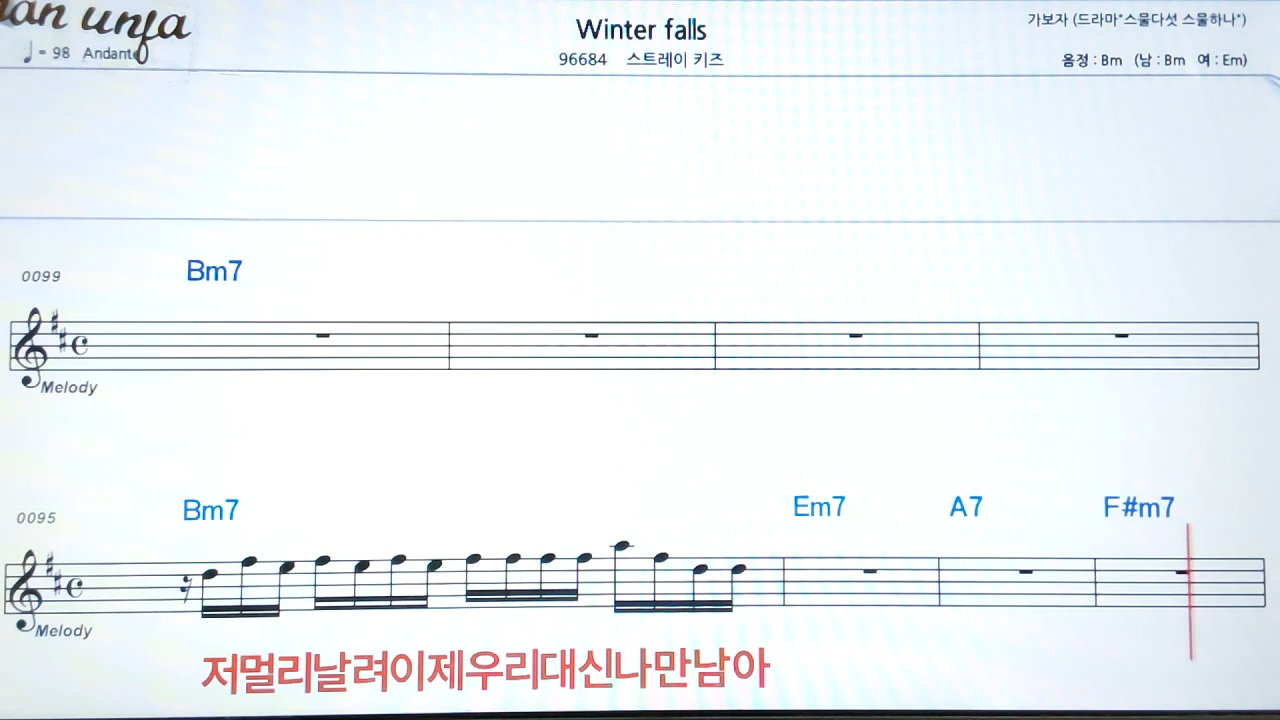 unfa
♩ = 98 Andante
Winter falls
96684 스트레이 키즈
가보자 (드라마"스물다섯 스물하나")
음정 : Bm (남 : Bm 여 : Em)
0099 Bm7
Melody
0095 Bm7 Em7 A7 F#m7
Melody
저멀리날려이제우리대신나만남아